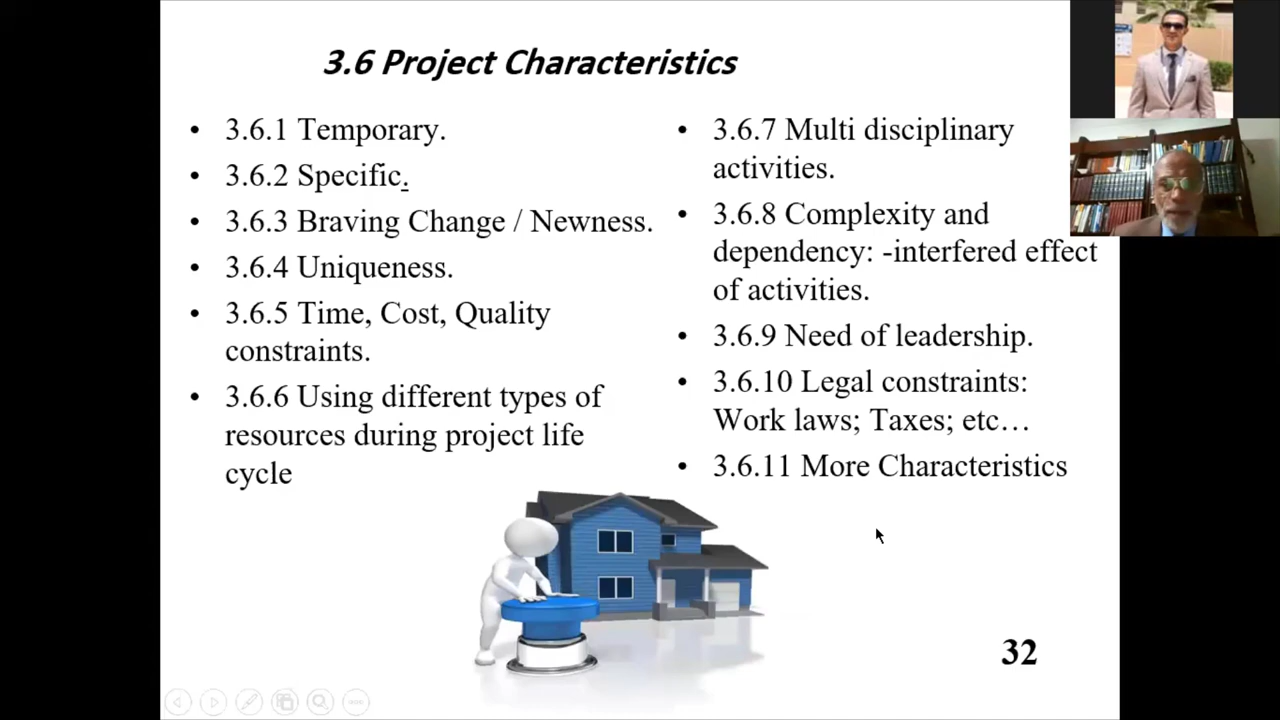 3.6 Project Characteristics
• 3.6.1 Temporary.
• 3.6.2 Specific.
• 3.6.3 Braving Change / Newness.
• 3.6.4 Uniqueness.
• 3.6.5 Time, Cost, Quality
constraints.
• 3.6.6 Using different types of
resources during project life
cycle
• 3.6.7 Multi disciplinary
activities.
• 3.6.8 Complexity and
dependency: -interfered effect
of activities.
• 3.6.9 Need of leadership.
• 3.6.10 Legal constraints:
Work laws; Taxes; etc…
• 3.6.11 More Characteristics
32